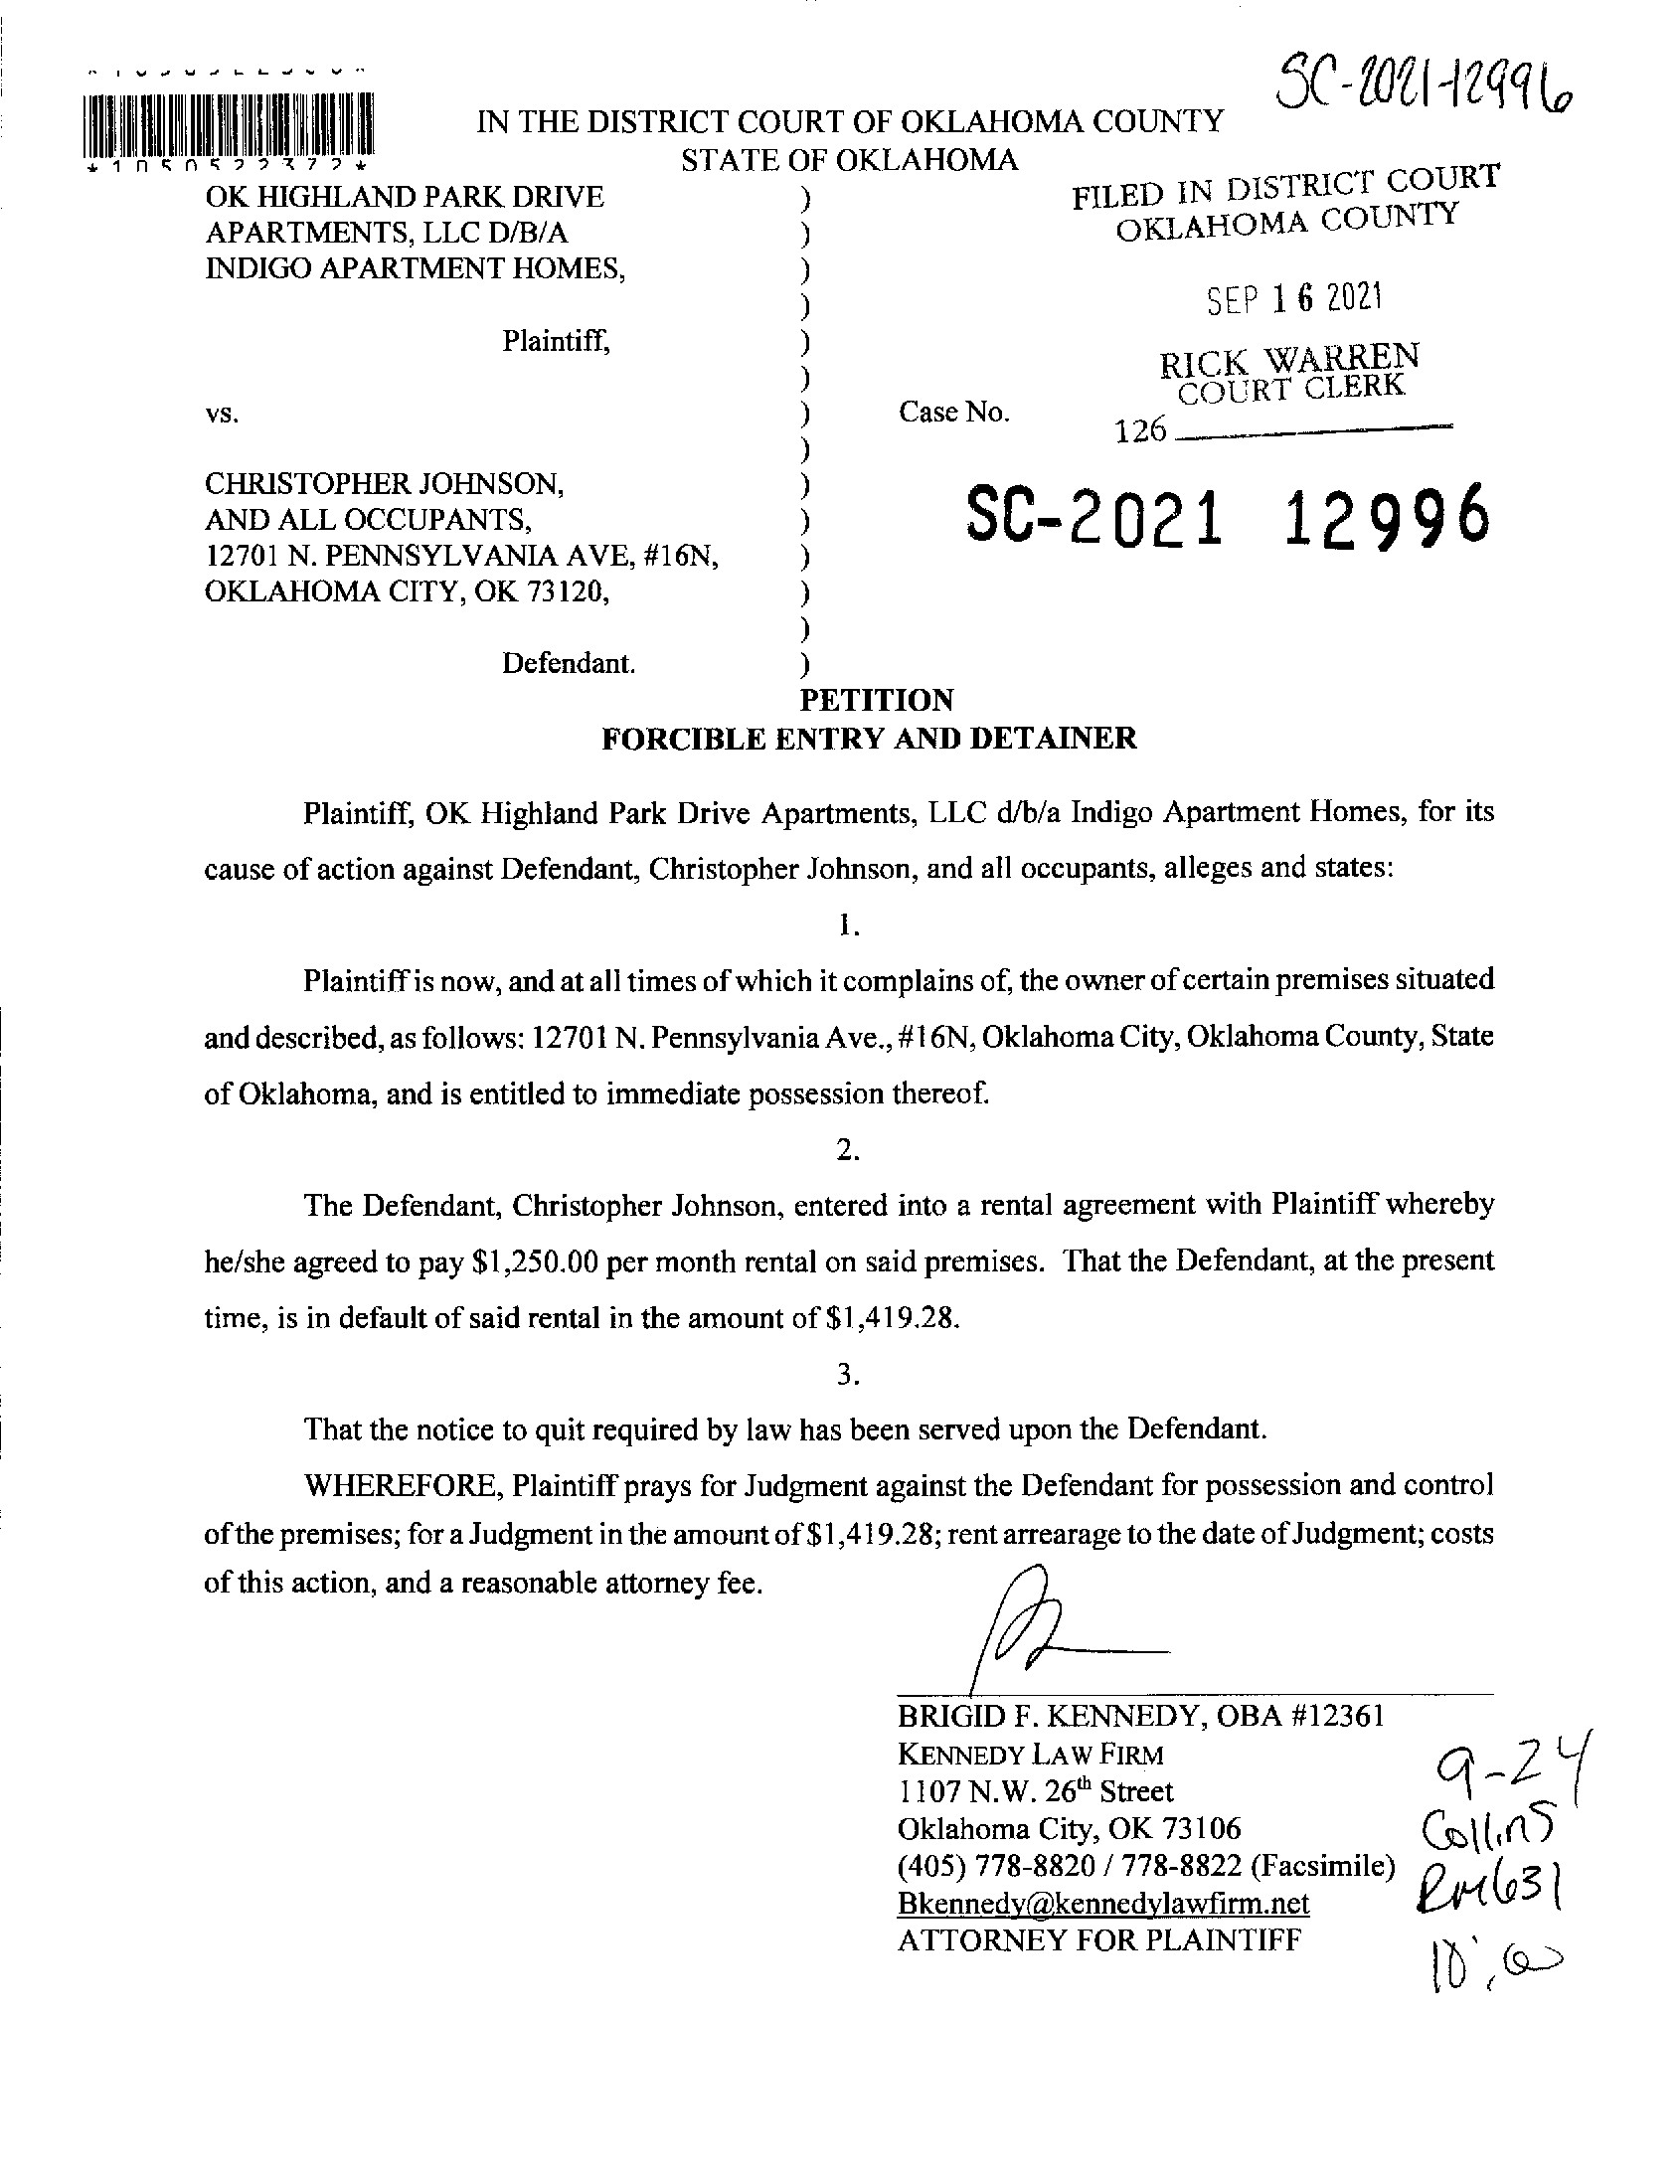 SC-2021-12996
*1050522372*
IN THE DISTRICT COURT OF OKLAHOMA COUNTY
STATE OF OKLAHOMA
OK HIGHLAND PARK DRIVE )
APARTMENTS, LLC D/B/A )
INDIGO APARTMENT HOMES, )
)
Plaintiff, )
)
vs. ) Case No.
)
CHRISTOPHER JOHNSON, )
AND ALL OCCUPANTS, )
12701 N. PENNSYLVANIA AVE, #16N, )
OKLAHOMA CITY, OK 73120, )
)
Defendant. )
FILED IN DISTRICT COURT
OKLAHOMA COUNTY
SEP 16 2021
RICK WARREN
COURT CLERK
126
SC-2021 12996
PETITION
FORCIBLE ENTRY AND DETAINER
Plaintiff, OK Highland Park Drive Apartments, LLC d/b/a Indigo Apartment Homes, for its
cause of action against Defendant, Christopher Johnson, and all occupants, alleges and states:
1.
Plaintiff is now, and at all times of which it complains of, the owner of certain premises situated
and described, as follows: 12701 N. Pennsylvania Ave., #16N, Oklahoma City, Oklahoma County, State
of Oklahoma, and is entitled to immediate possession thereof.
2.
The Defendant, Christopher Johnson, entered into a rental agreement with Plaintiff whereby
he/she agreed to pay $1,250.00 per month rental on said premises. That the Defendant, at the present
time, is in default of said rental in the amount of $1,419.28.
3.
That the notice to quit required by law has been served upon the Defendant.
WHEREFORE, Plaintiff prays for Judgment against the Defendant for possession and control
of the premises; for a Judgment in the amount of $1,419.28; rent arrearage to the date of Judgment; costs
of this action, and a reasonable attorney fee.
BRIGID F. KENNEDY, OBA #12361
KENNEDY LAW FIRM
1107 N.W. 26th Street
Oklahoma City, OK 73106
(405) 778-8820 / 778-8822 (Facsimile)
Bkennedy@kennedylawfirm.net
ATTORNEY FOR PLAINTIFF
9-24
Collins
Rm631
10:00